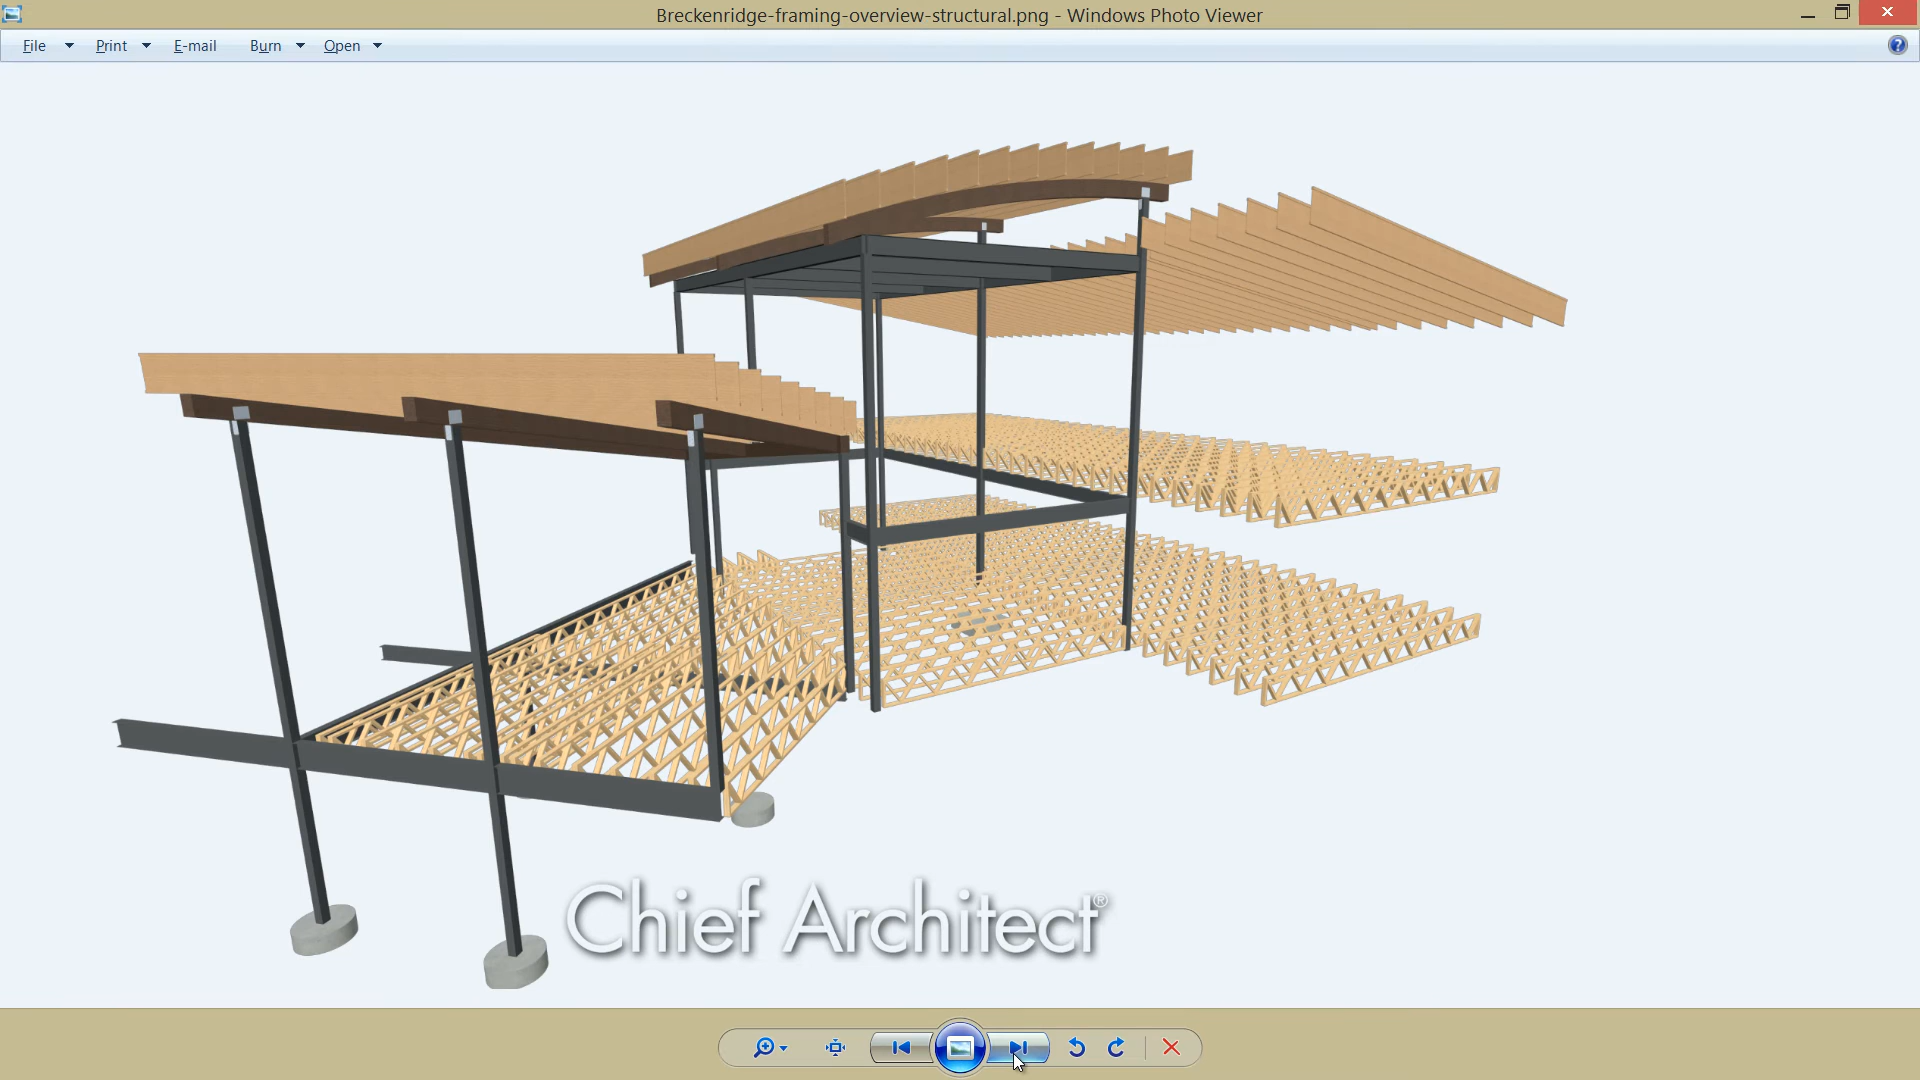 Breckenridge-framing-overview-structural.png - Windows Photo Viewer
File Print E-mail Burn Open
?
Chief Architect®